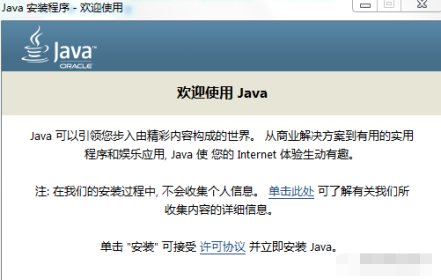 Java 安装程序 - 欢迎使用
Java
ORACLE
欢迎使用 Java
Java 可以引领您步入由精彩内容构成的世界。 从商业解决方案到有用的实用
程序和娱乐应用, Java 使 您的 Internet 体验生动有趣。
注: 在我们的安装过程中, 不会收集个人信息。 单击此处 可了解有关我们所
收集内容的详细信息。
单击 "安装" 可接受 许可协议 并立即安装 Java。